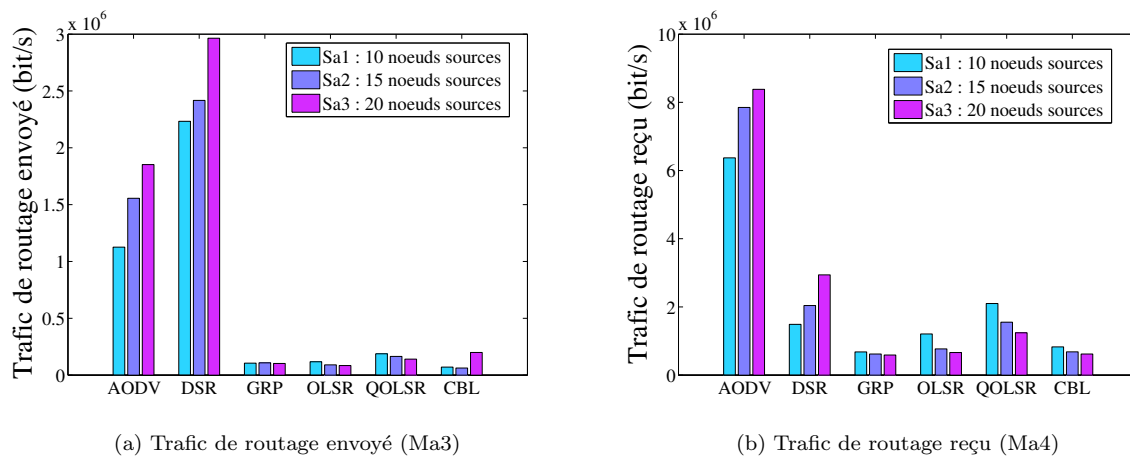 x 10^6
3
2.5
2
1.5
1
0.5
0
Trafic de routage envoyé (bit/s)
Sa1 : 10 noeuds sources
Sa2 : 15 noeuds sources
Sa3 : 20 noeuds sources
AODV DSR GRP OLSR QOLSR CBL
(a) Trafic de routage envoyé (Ma3)
x 10^6
10
8
6
4
2
0
Trafic de routage reçu (bit/s)
Sa1 : 10 noeuds sources
Sa2 : 15 noeuds sources
Sa3 : 20 noeuds sources
AODV DSR GRP OLSR QOLSR CBL
(b) Trafic de routage reçu (Ma4)